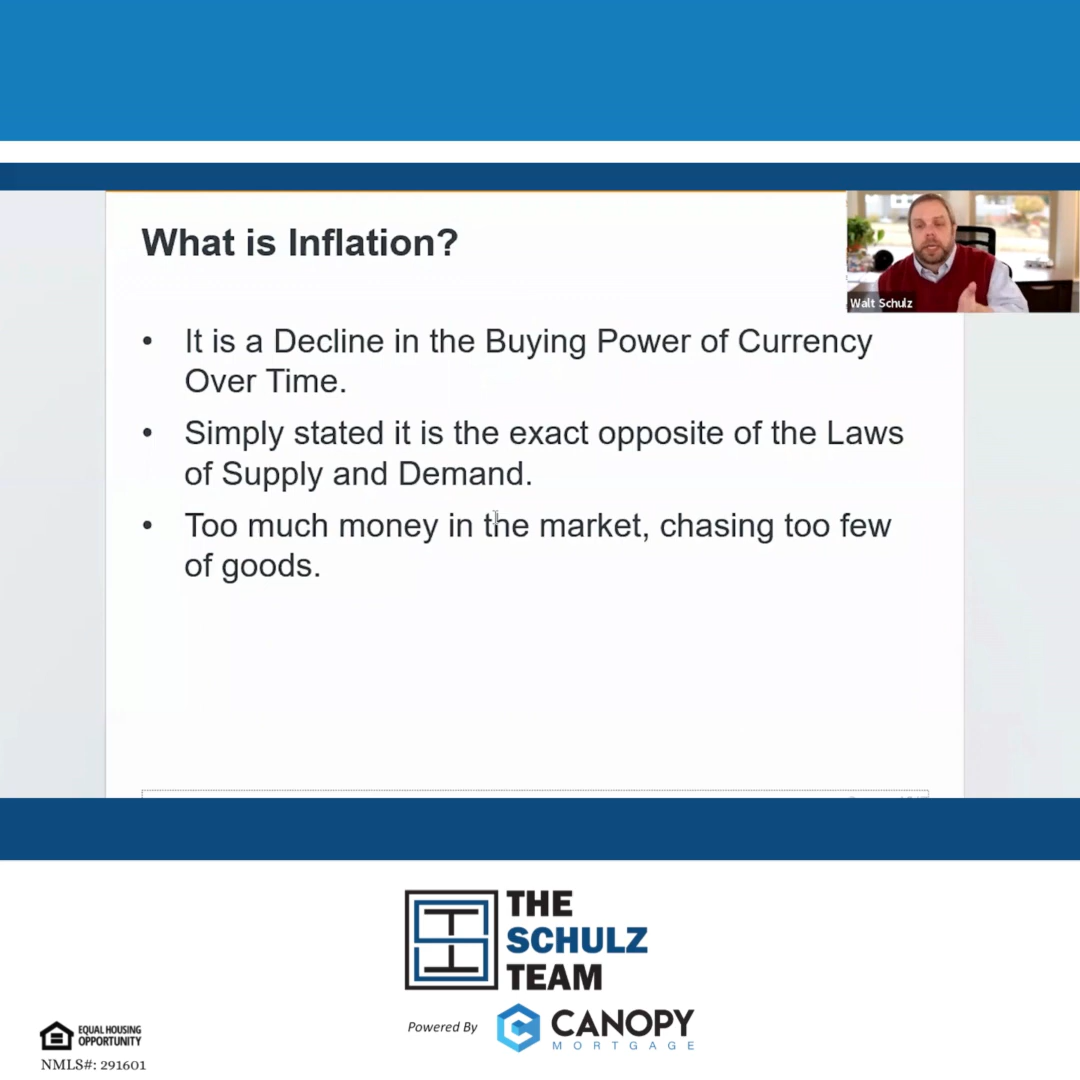 What is Inflation?
Walt Schulz
• It is a Decline in the Buying Power of Currency
Over Time.
• Simply stated it is the exact opposite of the Laws
of Supply and Demand.
• Too much money in the market, chasing too few
of goods.
THE
SCHULZ
TEAM
Powered By
CANOPY
MORTGAGE
EQUAL HOUSING
OPPORTUNITY
NMLS#: 291601